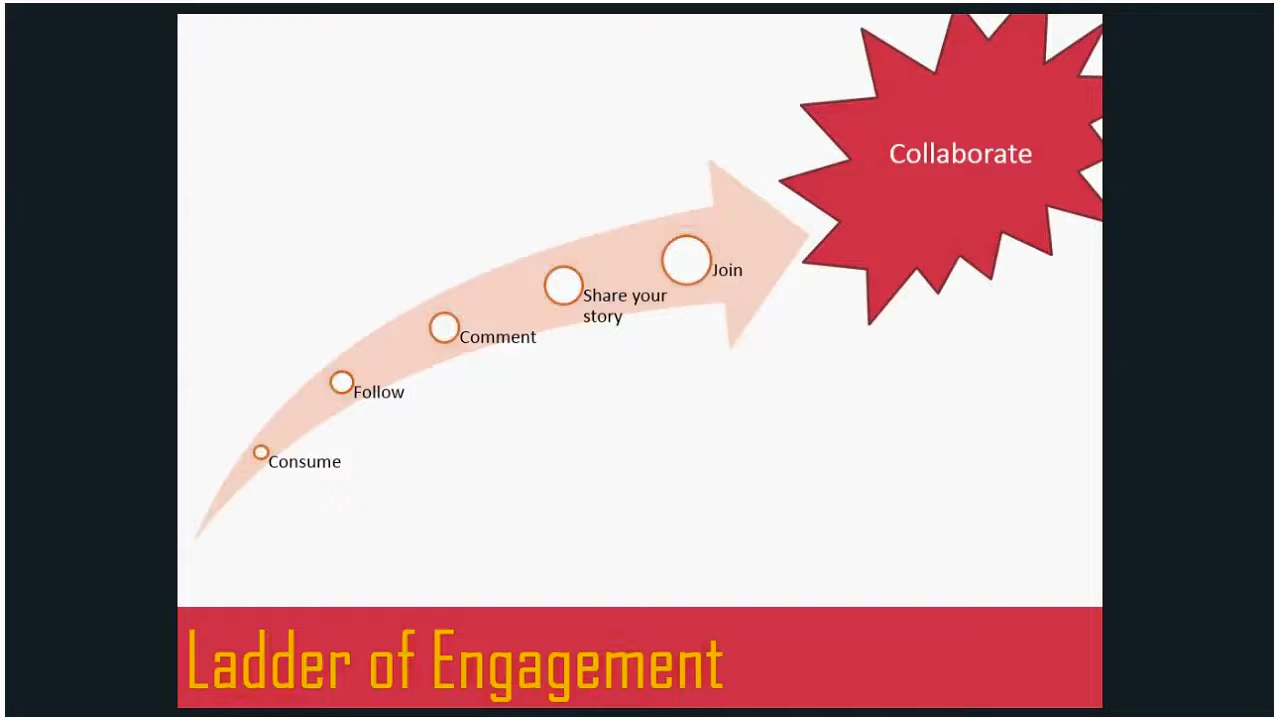 Collaborate
Join
Share your
story
Comment
Follow
Consume
Ladder of Engagement